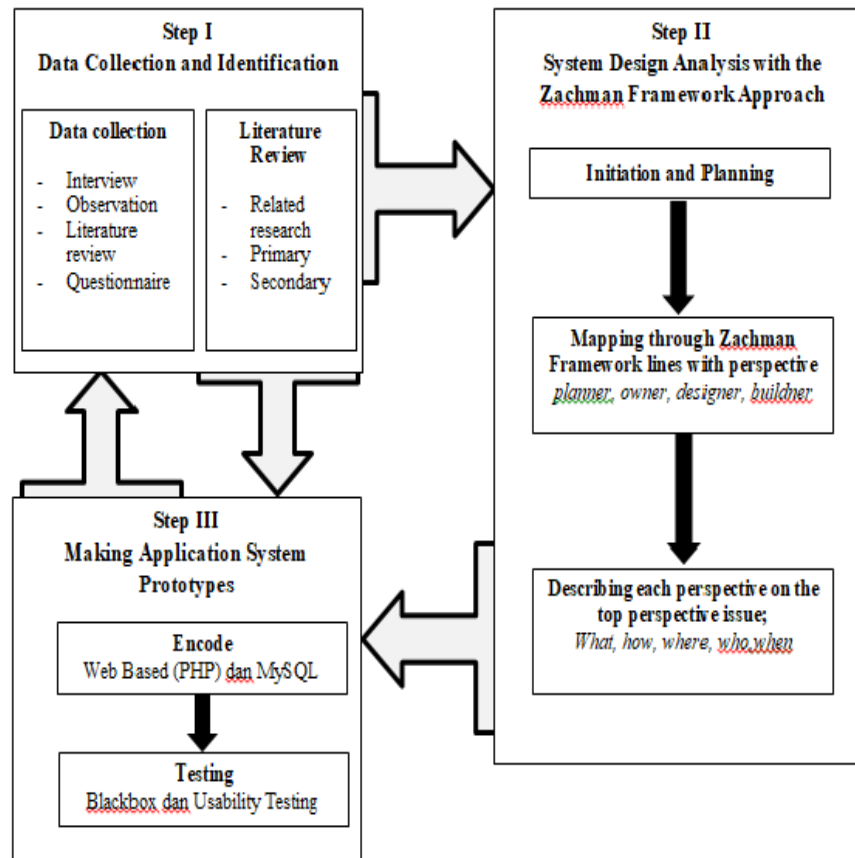 Step I
Data Collection and Identification
Data collection
- Interview
- Observation
- Literature
review
- Questionnaire
Literature
Review
- Related
research
- Primary
- Secondary
Step II
System Design Analysis with the
Zachman Framework Approach
Initiation and Planning
Mapping through Zachman
Framework lines with perspective
planner, owner, designer, buildner
Describing each perspective on the
top perspective issue;
What, how, where, who,when
Step III
Making Application System
Prototypes
Encode
Web Based (PHP) dan MySQL
Testing
Blackbox dan Usability Testing